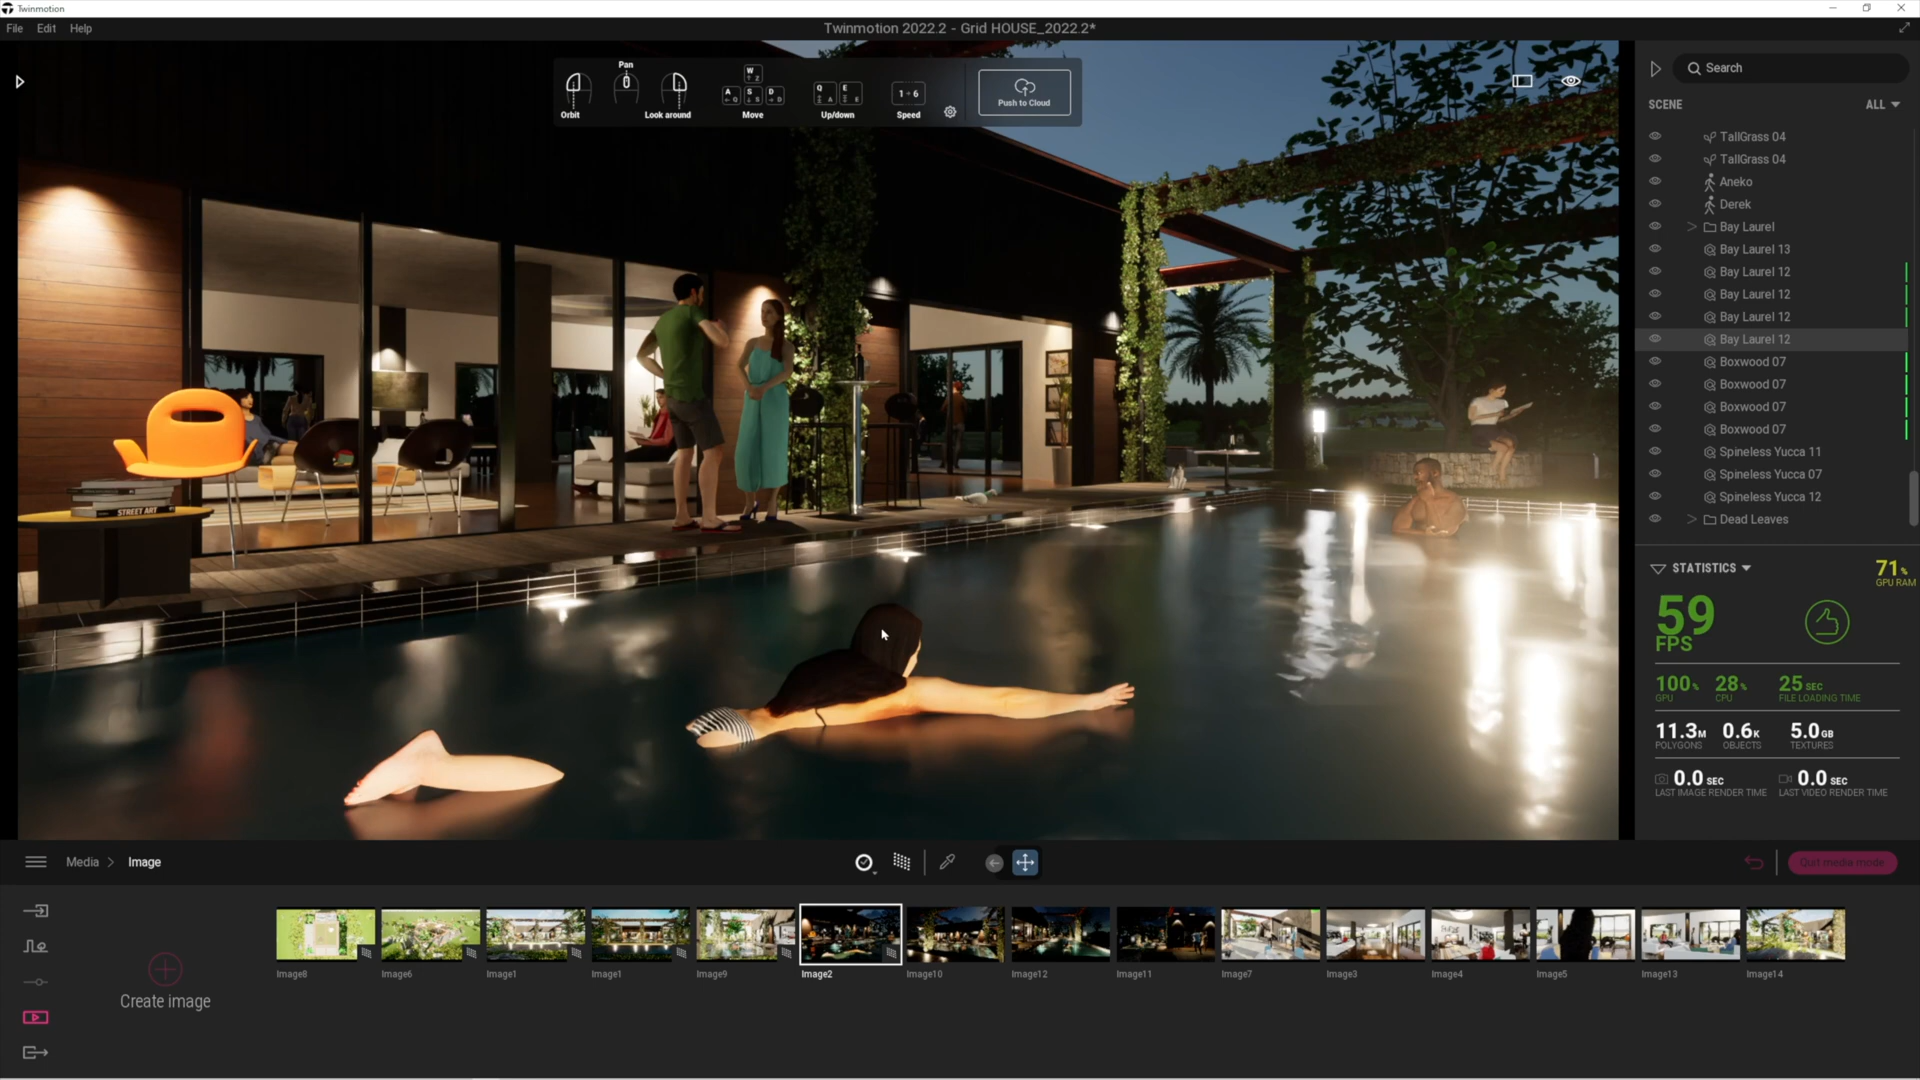 Twinmotion
File Edit Help
Twinmotion 2022.2 - Grid HOUSE_2022.2*
Orbit
Pan
Look around
W
A S D
Move
Q E
Up/down
1 - 6
Speed
Push to Cloud
STREET ART
Search
SCENE
ALL
TallGrass 04
TallGrass 04
Aneko
Derek
Bay Laurel
Bay Laurel 13
Bay Laurel 12
Bay Laurel 12
Bay Laurel 12
Bay Laurel 12
Boxwood 07
Boxwood 07
Boxwood 07
Boxwood 07
Spineless Yucca 11
Spineless Yucca 07
Spineless Yucca 12
Dead Leaves
STATISTICS
71%
GPU RAM
59
FPS
100% 28% 25 SEC
GPU CPU FILE LOADING TIME
11.3M 0.6K 5.0GB
POLYGONS OBJECTS TEXTURES
0.0 SEC 0.0 SEC
LAST IMAGE RENDER TIME LAST VIDEO RENDER TIME
Media > Image
Quit media mode
Create image
Image8 Image6 Image1 Image1 Image9 Image2 Image10 Image12 Image11 Image7 Image3 Image4 Image5 Image13 Image14